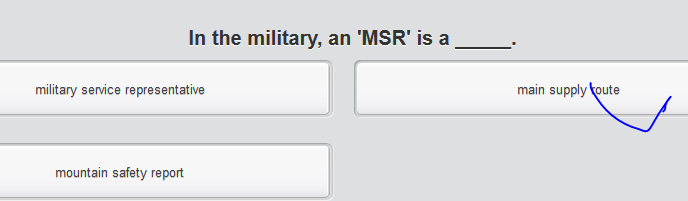 In the military, an 'MSR' is a _____.
military service representative
main supply route
mountain safety report